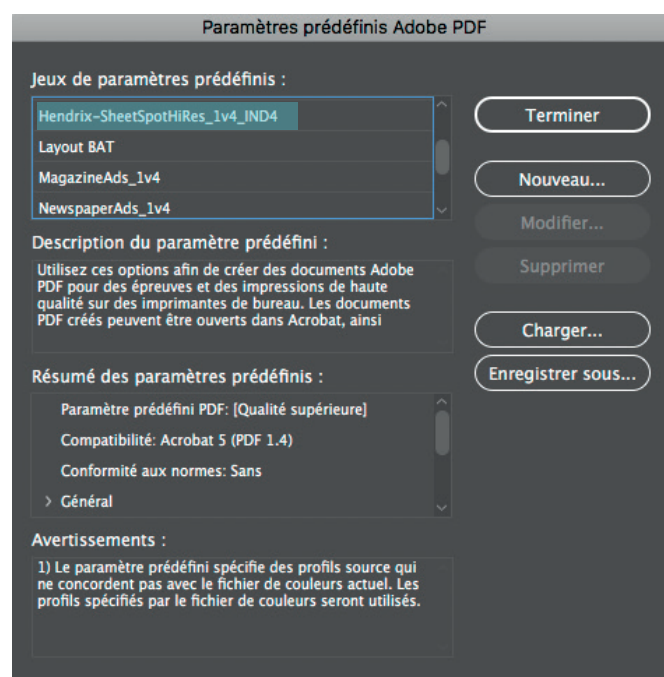 Paramètres prédéfinis Adobe PDF
Jeux de paramètres prédéfinis :
Hendrix-SheetSpotHiRes_1v4_IND4
Layout BAT
MagazineAds_1v4
NewspaperAds_1v4
Terminer
Nouveau...
Modifier...
Supprimer
Charger...
Enregistrer sous...
Description du paramètre prédéfini :
Utilisez ces options afin de créer des documents Adobe
PDF pour des épreuves et des impressions de haute
qualité sur des imprimantes de bureau. Les documents
PDF créés peuvent être ouverts dans Acrobat, ainsi
Résumé des paramètres prédéfinis :
Paramètre prédéfini PDF: [Qualité supérieure]
Compatibilité: Acrobat 5 (PDF 1.4)
Conformité aux normes: Sans
> Général
Avertissements :
1) Le paramètre prédéfini spécifie des profils source qui
ne concordent pas avec le fichier de couleurs actuel. Les
profils spécifiés par le fichier de couleurs seront utilisés.